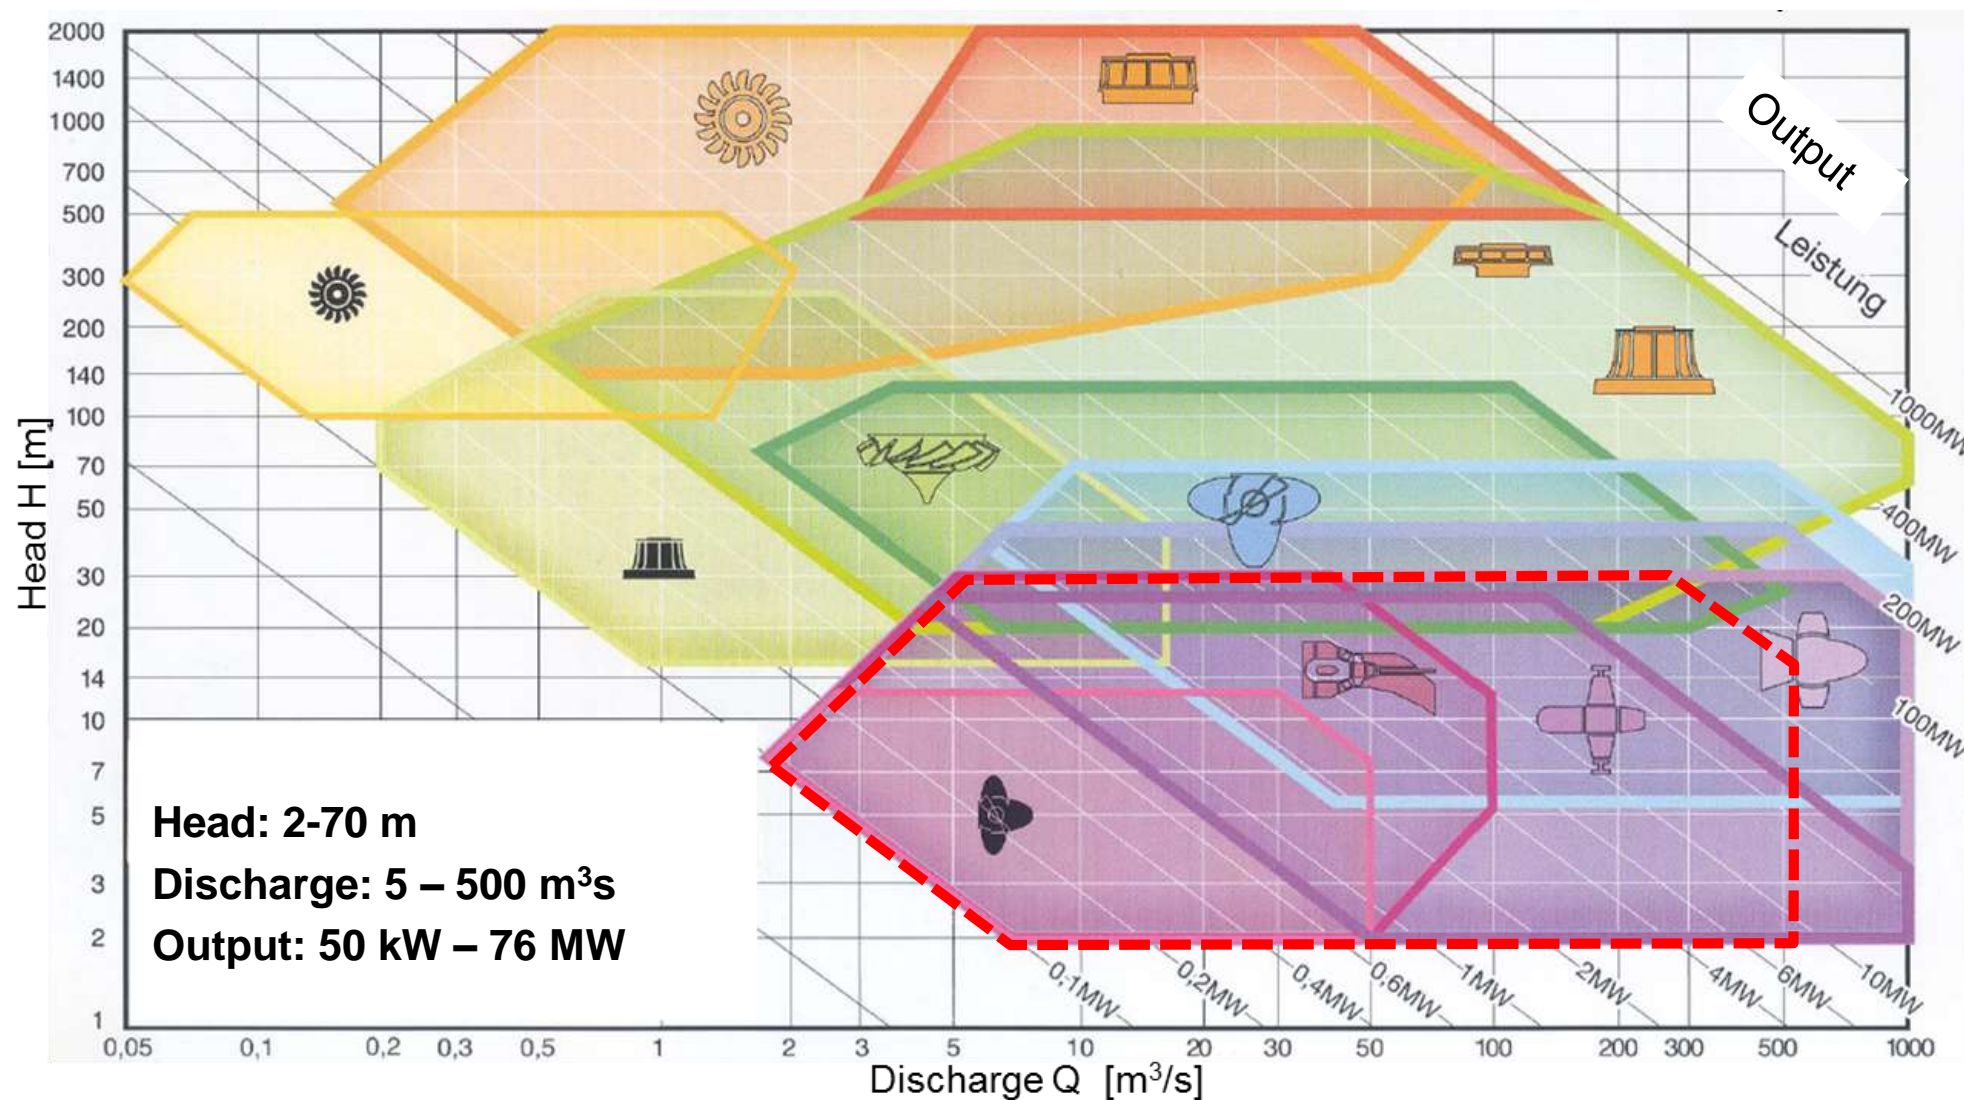 Output
Leistung
Head H [m]
2000
1400
1000
700
500
300
200
140
100
70
50
30
20
14
10
7
5
3
2
1
1000MW
400MW
200MW
100MW
Head: 2-70 m
Discharge: 5 – 500 m³s
Output: 50 kW – 76 MW
0,1MW
0,2MW
0,4MW
0,6MW
1MW
2MW
4MW
6MW
10MW
0,05 0,1 0,2 0,3 0,5 1 2 3 5 10 20 30 50 100 200 300 500 1000
Discharge Q [m³/s]